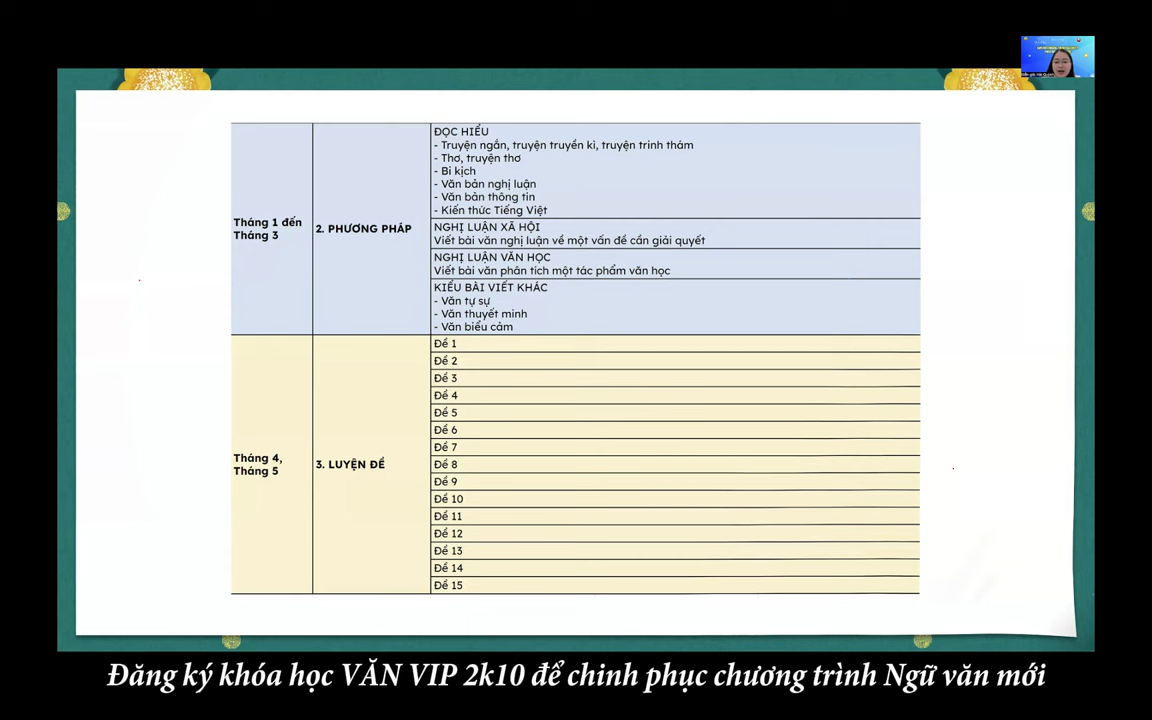 Tháng 1 đến
Tháng 3
2. PHƯƠNG PHÁP
ĐỌC HIỂU
- Truyện ngắn, truyện truyền kì, truyện trinh thám
- Thơ, truyện thơ
- Bi kịch
- Văn bản nghị luận
- Văn bản thông tin
- Kiến thức Tiếng Việt
NGHỊ LUẬN XÃ HỘI
Viết bài văn nghị luận về một vấn đề cần giải quyết
NGHỊ LUẬN VĂN HỌC
Viết bài văn phân tích một tác phẩm văn học
KIỂU BÀI VIẾT KHÁC
- Văn tự sự
- Văn thuyết minh
- Văn biểu cảm
Tháng 4,
Tháng 5
3. LUYỆN ĐỀ
Đề 1
Đề 2
Đề 3
Đề 4
Đề 5
Đề 6
Đề 7
Đề 8
Đề 9
Đề 10
Đề 11
Đề 12
Đề 13
Đề 14
Đề 15
Đăng ký khóa học VĂN VIP 2k10 để chinh phục chương trình Ngữ văn mới